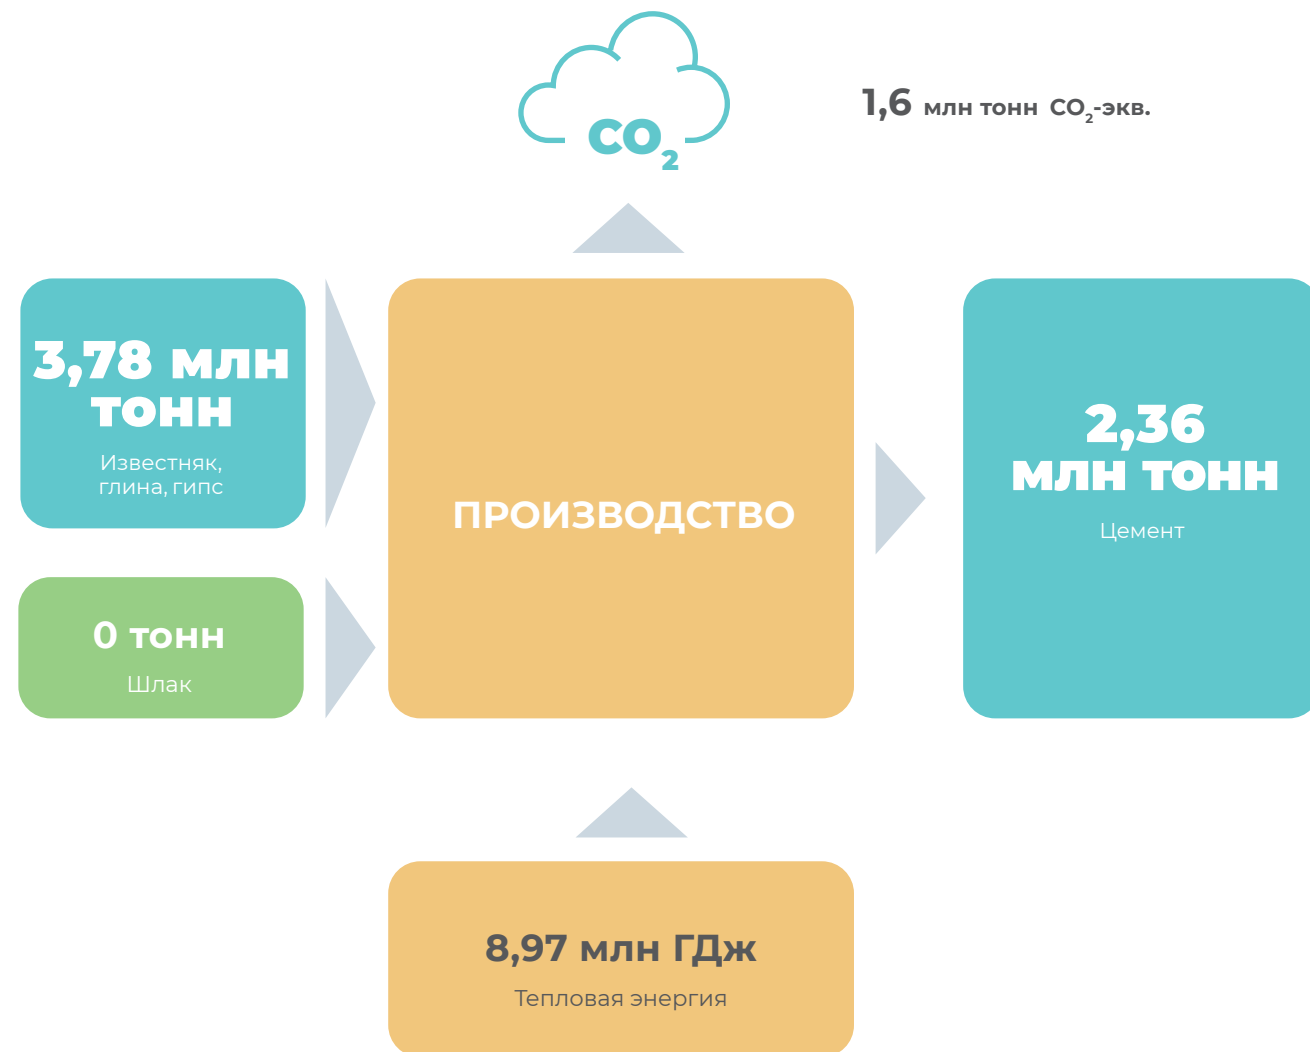 CO2
1,6 млн тонн CO2-экв.
3,78 млн
тонн
Известняк,
глина, гипс
0 тонн
Шлак
ПРОИЗВОДСТВО
2,36
млн тонн
Цемент
8,97 млн ГДж
Тепловая энергия